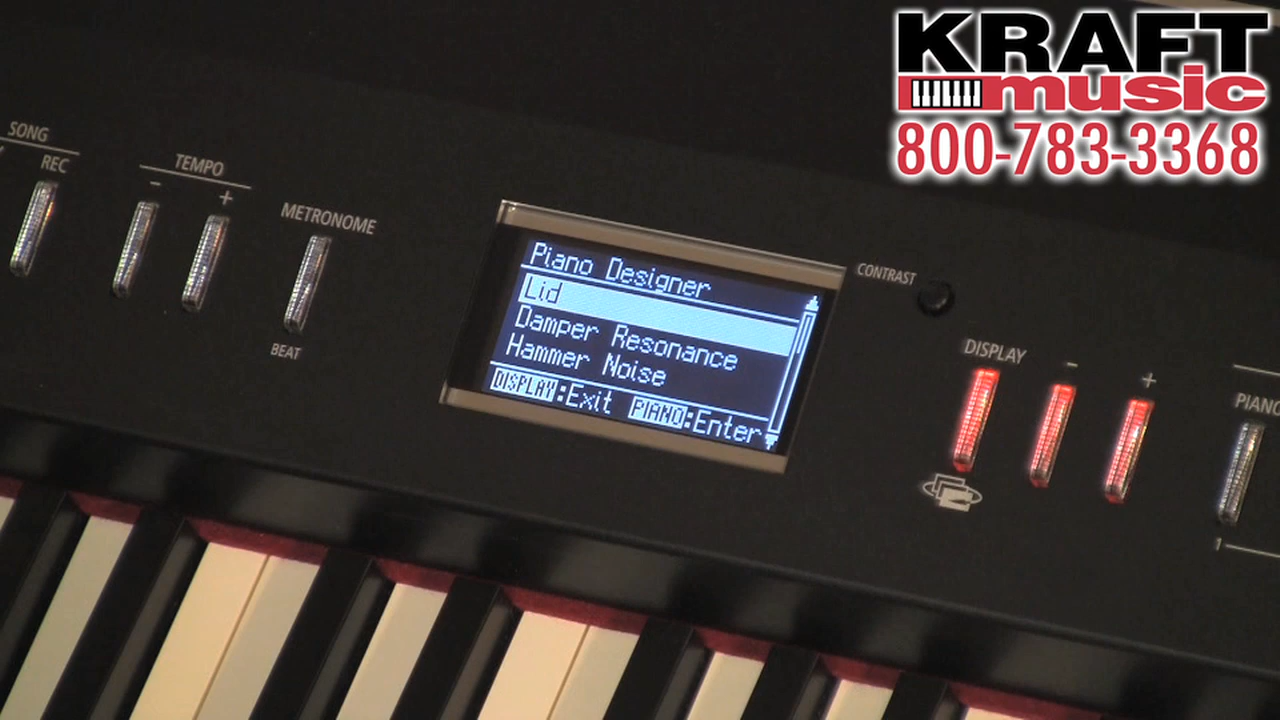 KRAFT
music
800-783-3368
SONG
REC
TEMPO
- +
METRONOME
BEAT
Piano Designer
Lid
Damper Resonance
Hammer Noise
DISPLAY:Exit PIANO:Enter
CONTRAST
DISPLAY
- +
PIANO
1